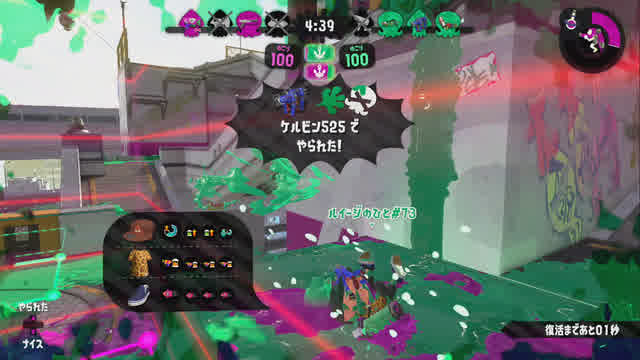 4:39
のこり
100
のこり
100
ケルビン525で
やられた!
ルイージのひと#73
やられた
ナイス
復活まであと01秒